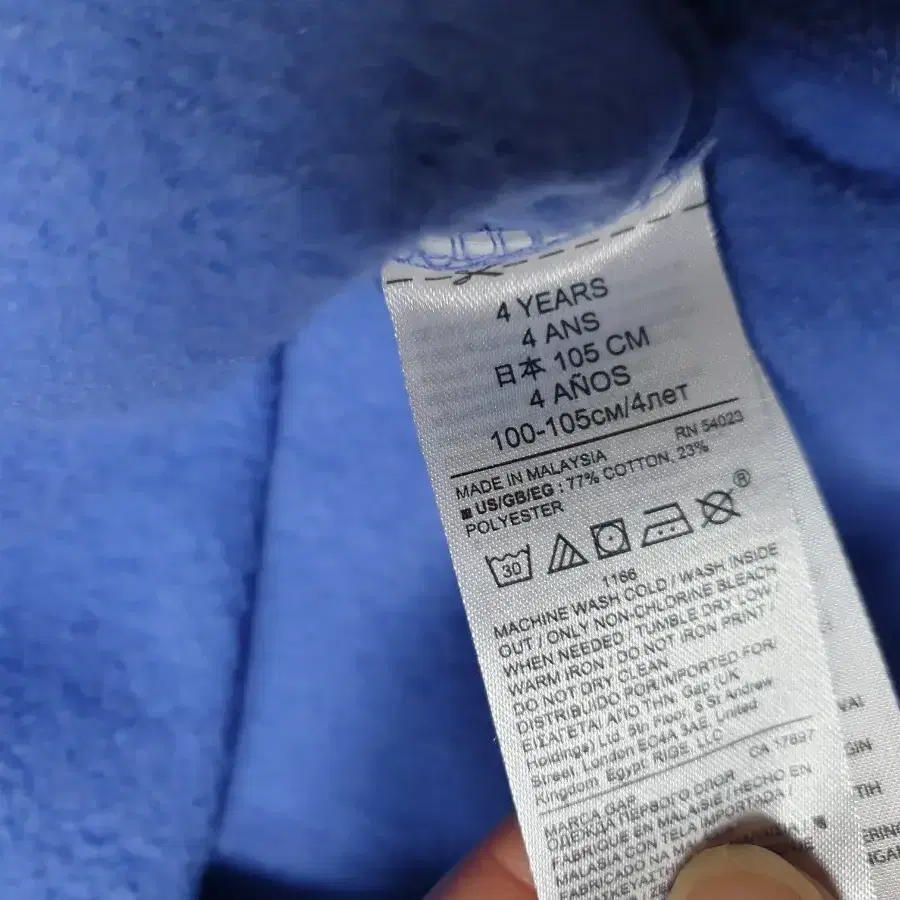 4 YEARS
4 ANS
日本 105 CM
4 AÑOS
100-105см/4лет
RN 54023
MADE IN MALAYSIA
■ US/GB/EG : 77% COTTON, 23%
POLYESTER
30
®
1166
MACHINE WASH COLD / WASH INSIDE
OUT / ONLY NON-CHLORINE BLEACH
WHEN NEEDED / TUMBLE DRY LOW /
WARM IRON / DO NOT IRON PRINT /
DO NOT DRY CLEAN
DISTRIBUIDO POR/IMPORTED FOR/
ΕΙΣΑΓΕΤΑΙ ΑΠΟ ΤΗΝ: Gap (UK
Holdings) Ltd, 5th Floor, 6 St Andrew
Street, London EC4A 3AE, United
Kingdom Egypt: RIGE, LLC
CA 17897
MARCA GAP
ОДЕЖДА ПЕРВОГО СЛОЯ
FABRIQUÉ EN MALAISIE / HECHO EN
MALASIA CON TELA IMPORTADA /
FABRICADO NA